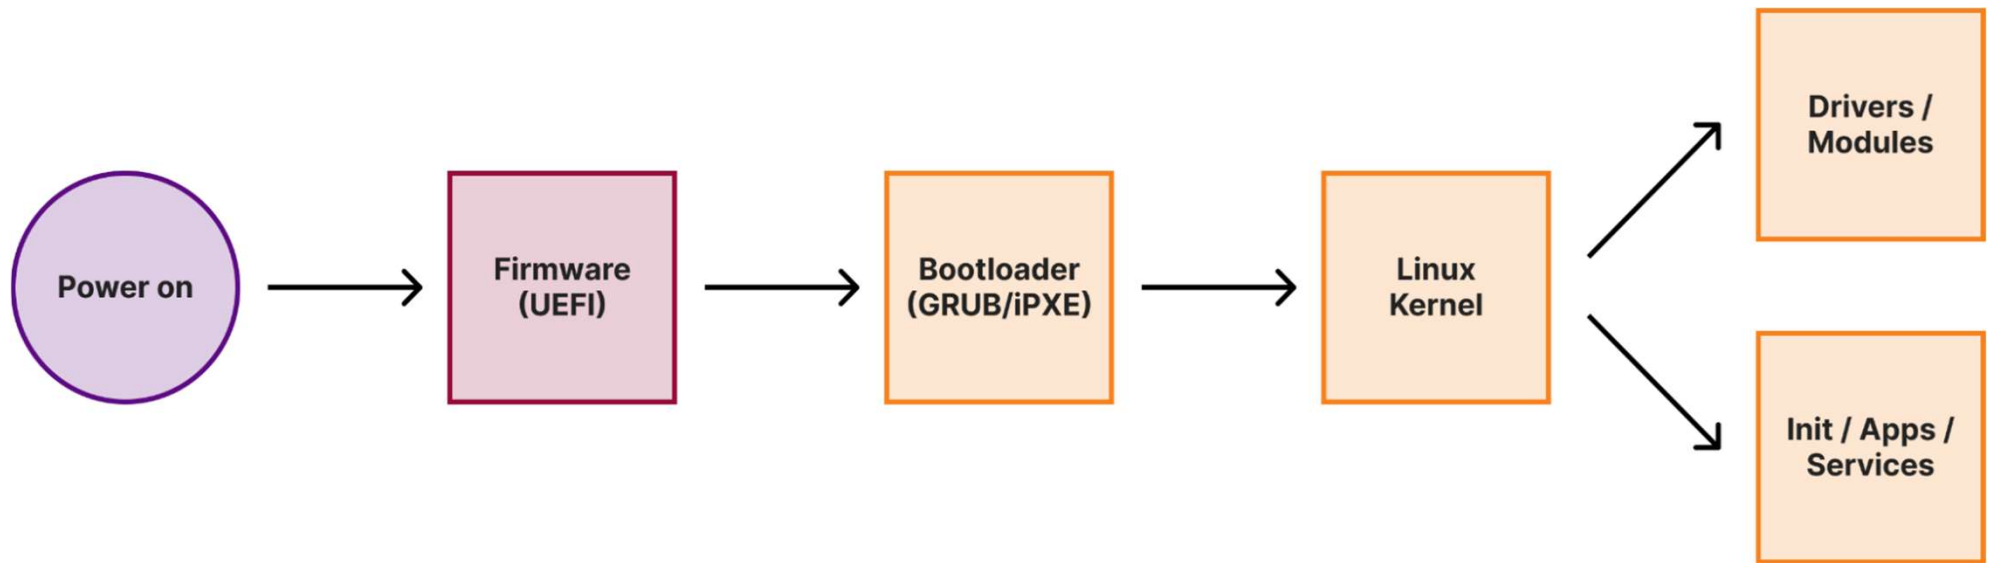 Power on
Firmware
(UEFI)
Bootloader
(GRUB/iPXE)
Linux
Kernel
Drivers /
Modules
Init / Apps /
Services